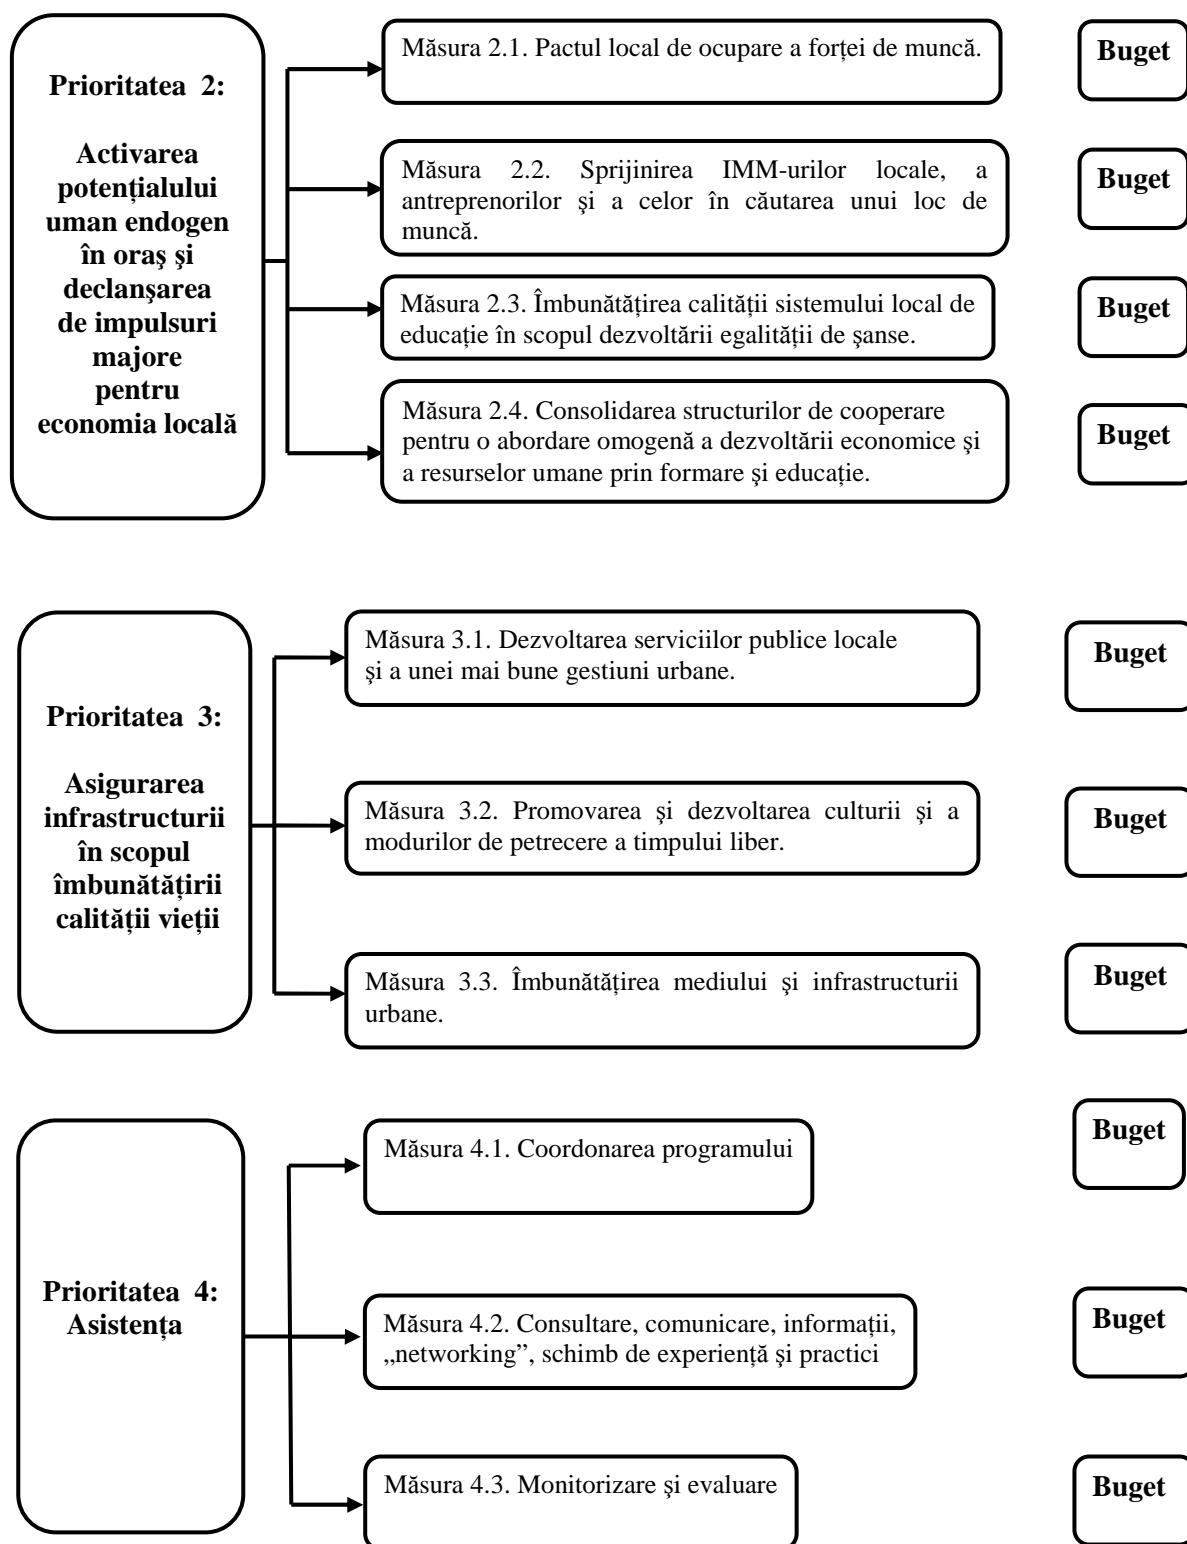 Prioritatea 2:
Activarea
potențialului
uman endogen
în oraş şi
declanşarea
de impulsuri
majore
pentru
economia locală
Măsura 2.1. Pactul local de ocupare a forței de muncă.
Buget
Măsura 2.2. Sprijinirea IMM-urilor locale, a
antreprenorilor şi a celor în căutarea unui loc de
muncă.
Buget
Măsura 2.3. Îmbunătățirea calității sistemului local de
educație în scopul dezvoltării egalității de şanse.
Buget
Măsura 2.4. Consolidarea structurilor de cooperare
pentru o abordare omogenă a dezvoltării economice şi
a resurselor umane prin formare şi educație.
Buget
Prioritatea 3:
Asigurarea
infrastructurii
în scopul
îmbunătățirii
calității vieții
Măsura 3.1. Dezvoltarea serviciilor publice locale
şi a unei mai bune gestiuni urbane.
Buget
Măsura 3.2. Promovarea şi dezvoltarea culturii şi a
modurilor de petrecere a timpului liber.
Buget
Măsura 3.3. Îmbunătățirea mediului şi infrastructurii
urbane.
Buget
Prioritatea 4:
Asistența
Măsura 4.1. Coordonarea programului
Buget
Măsura 4.2. Consultare, comunicare, informații,
„networking”, schimb de experiență şi practici
Buget
Măsura 4.3. Monitorizare şi evaluare
Buget